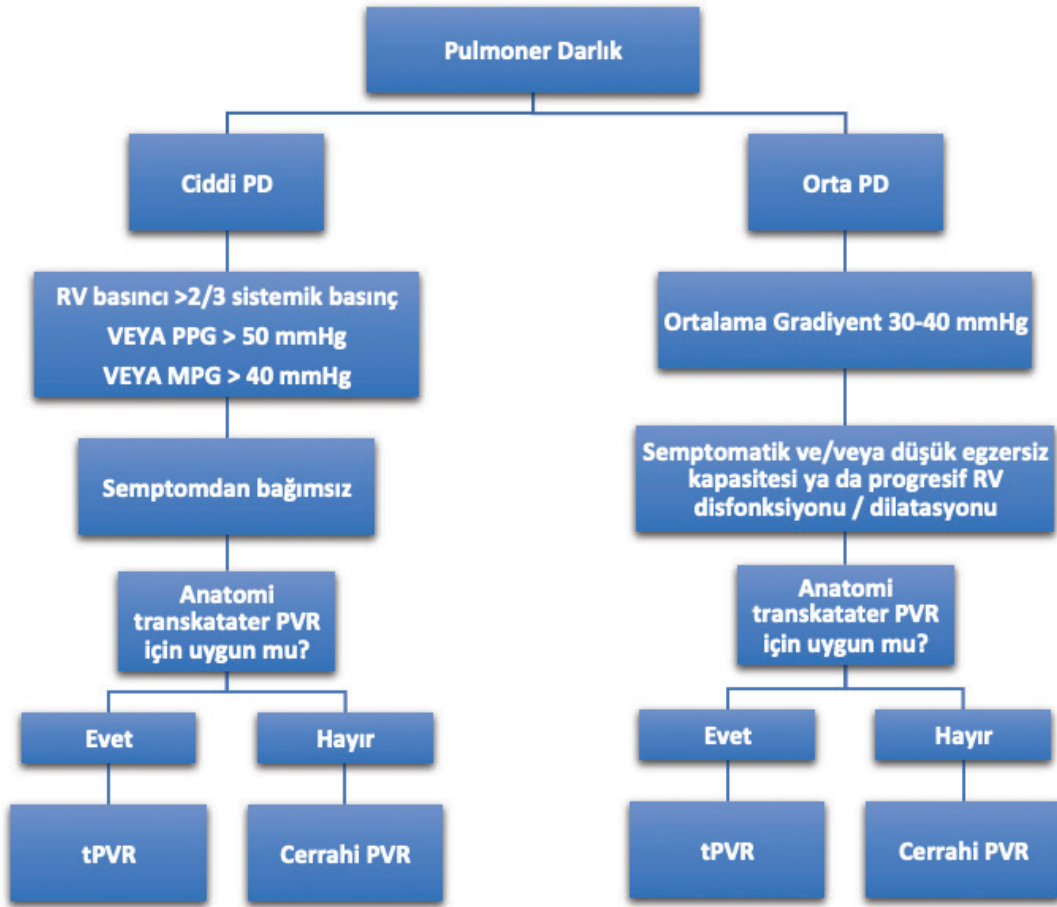 Pulmoner Darlık
Ciddi PD
RV basıncı >2/3 sistemik basınç
VEYA PPG > 50 mmHg
VEYA MPG > 40 mmHg
Semptomdan bağımsız
Anatomi
transkatater PVR
için uygun mu?
Evet
Hayır
tPVR
Cerrahi PVR
Orta PD
Ortalama Gradiyent 30-40 mmHg
Semptomatik ve/veya düşük egzersiz
kapasitesi ya da progresif RV
disfonksiyonu / dilatasyonu
Anatomi
transkatater PVR
için uygun mu?
Evet
Hayır
tPVR
Cerrahi PVR